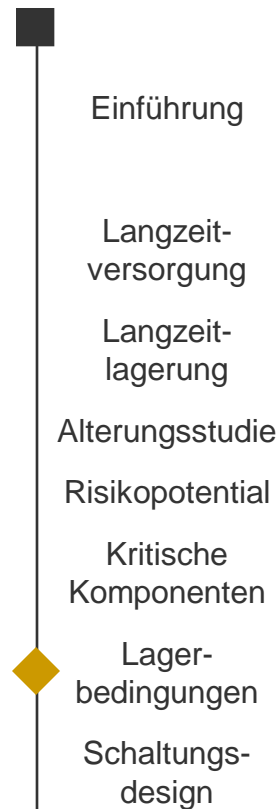 Einführung
Langzeit-
versorgung
Langzeit-
lagerung
Alterungsstudie
Risikopotential
Kritische
Komponenten
Lager-
bedingungen
Schaltungs-
design